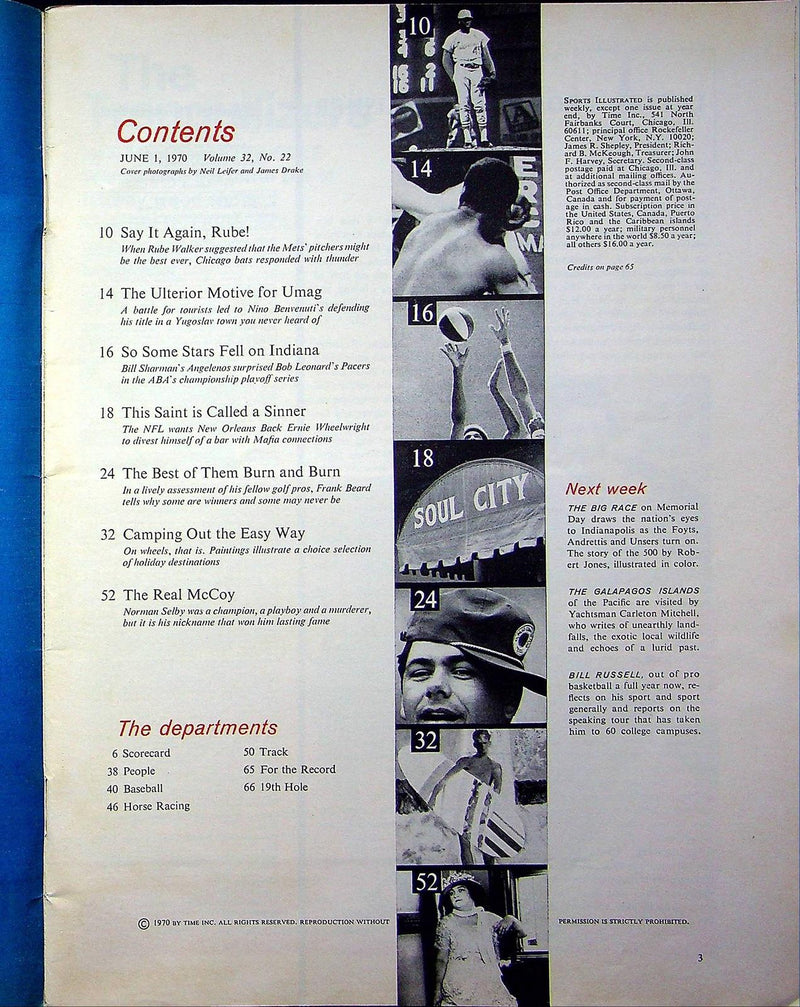 Contents
JUNE 1, 1970 Volume 32, No. 22
Cover photographs by Neil Leifer and James Drake
10 Say It Again, Rube!
When Rube Walker suggested that the Mets' pitchers might
be the best ever, Chicago bats responded with thunder
14 The Ulterior Motive for Umag
A battle for tourists led to Nino Benvenuti's defending
his title in a Yugoslav town you never heard of
16 So Some Stars Fell on Indiana
Bill Sharman's Angelenos surprised Bob Leonard's Pacers
in the ABA's championship playoff series
18 This Saint is Called a Sinner
The NFL wants New Orleans Back Ernie Wheelwright
to divest himself of a bar with Mafia connections
24 The Best of Them Burn and Burn
In a lively assessment of his fellow golf pros, Frank Beard
tells why some are winners and some may never be
32 Camping Out the Easy Way
On wheels, that is. Paintings illustrate a choice selection
of holiday destinations
52 The Real McCoy
Norman Selby was a champion, a playboy and a murderer,
but it is his nickname that won him lasting fame
The departments
6 Scorecard
38 People
40 Baseball
46 Horse Racing
50 Track
65 For the Record
66 19th Hole
10
14
16
18
SOUL CITY
24
32
52
SPORTS ILLUSTRATED is published
weekly, except one issue at year
end, by Time Inc., 541 North
Fairbanks Court, Chicago, Ill.
60611; principal office Rockefeller
Center, New York, N.Y. 10020;
James R. Shepley, President; Rich-
ard B. McKeough, Treasurer; John
F. Harvey, Secretary. Second-class
postage paid at Chicago, Ill. and
at additional mailing offices. Au-
thorized as second-class mail by the
Post Office Department, Ottawa,
Canada and for payment of post-
age in cash. Subscription price in
the United States, Canada, Puerto
Rico and the Caribbean islands
$12.00 a year; military personnel
anywhere in the world $8.50 a year;
all others $16.00 a year.
Credits on page 65
Next week
THE BIG RACE on Memorial
Day draws the nation's eyes
to Indianapolis as the Foyts,
Andrettis and Unsers turn on.
The story of the 500 by Rob-
ert Jones, illustrated in color.
THE GALAPAGOS ISLANDS
of the Pacific are visited by
Yachtsman Carleton Mitchell,
who writes of unearthly land-
falls, the exotic local wildlife
and echoes of a lurid past.
BILL RUSSELL, out of pro
basketball a full year now, re-
flects on his sport and sport
generally and reports on the
speaking tour that has taken
him to 60 college campuses.
© 1970 BY TIME INC. ALL RIGHTS RESERVED. REPRODUCTION WITHOUT PERMISSION IS STRICTLY PROHIBITED.
3